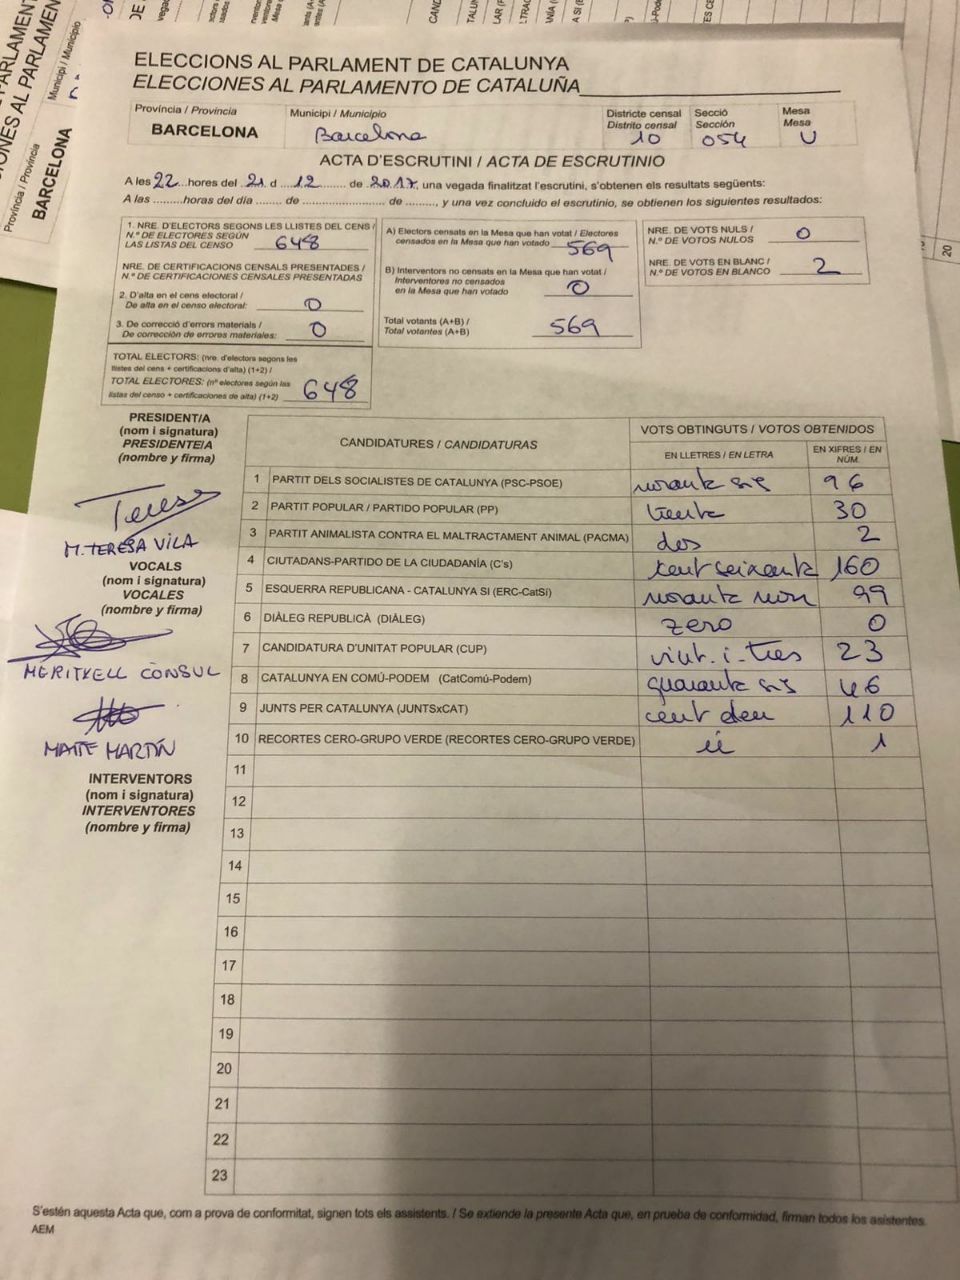 ELECCIONS AL PARLAMENT DE CATALUNYA
ELECCIONES AL PARLAMENTO DE CATALUÑA
Província / Provincia
BARCELONA
Municipi / Municipio
Barcelona
Districte censal
Distrito censal
10
Secció
Sección
054
Mesa
Mesa
U
ACTA D'ESCRUTINI / ACTA DE ESCRUTINIO
A les 22 hores del 21 d 12 de 2017, una vegada finalitzat l'escrutini, s'obtenen els resultats següents:
A las .........horas del día ....... de ........................ de ........, y una vez concluido el escrutinio, se obtienen los siguientes resultados:
1. NRE. D'ELECTORS SEGONS LES LLISTES DEL CENS /
N.º DE ELECTORES SEGÚN
LAS LISTAS DEL CENSO 648
NRE. DE CERTIFICACIONS CENSALS PRESENTADES /
N.º DE CERTIFICACIONES CENSALES PRESENTADAS
2. D'alta en el cens electoral /
De alta en el censo electoral: 0
3. De correcció d'errors materials /
De corrección de errores materiales: 0
TOTAL ELECTORS: (nre. d'electors segons les
llistes del cens + certificacions d'alta) (1+2) /
TOTAL ELECTORES: (nº electores según las
listas del censo + certificaciones de alta) (1+2) 648
A) Electors censats en la Mesa que han votat / Electores
censados en la Mesa que han votado 569
B) Interventors no censats en la Mesa que han votat /
Interventores no censados
en la Mesa que han votado 0
Total votants (A+B) /
Total votantes (A+B) 569
NRE. DE VOTS NULS /
N.º DE VOTOS NULOS 0
NRE. DE VOTS EN BLANC /
N.º DE VOTOS EN BLANCO 2
PRESIDENT/A
(nom i signatura)
PRESIDENTE/A
(nombre y firma)
Teresa
M. TERESA VILA
VOCALS
(nom i signatura)
VOCALES
(nombre y firma)
MERITXELL CÒNSUL
MAITE MARTÍN
INTERVENTORS
(nom i signatura)
INTERVENTORES
(nombre y firma)
CANDIDATURES / CANDIDATURAS
VOTS OBTINGUTS / VOTOS OBTENIDOS
EN LLETRES / EN LETRA
EN XIFRES / EN NÚM.
1 PARTIT DELS SOCIALISTES DE CATALUNYA (PSC-PSOE) noranta sis 96
2 PARTIT POPULAR / PARTIDO POPULAR (PP) trenta 30
3 PARTIT ANIMALISTA CONTRA EL MALTRACTAMENT ANIMAL (PACMA) dos 2
4 CIUTADANS-PARTIDO DE LA CIUDADANÍA (C's) cent seixanta 160
5 ESQUERRA REPUBLICANA - CATALUNYA SI (ERC-CatSí) noranta nou 99
6 DIÀLEG REPUBLICÀ (DIÀLEG) zero 0
7 CANDIDATURA D'UNITAT POPULAR (CUP) vint-i-tres 23
8 CATALUNYA EN COMÚ-PODEM (CatComú-Podem) quaranta sis 46
9 JUNTS PER CATALUNYA (JUNTSxCAT) cent deu 110
10 RECORTES CERO-GRUPO VERDE (RECORTES CERO-GRUPO VERDE) ú 1
11
12
13
14
15
16
17
18
19
20
21
22
23
S'estén aquesta Acta que, com a prova de conformitat, signen tots els assistents. / Se extiende la presente Acta que, en prueba de conformidad, firman todos los asistentes.
AEM